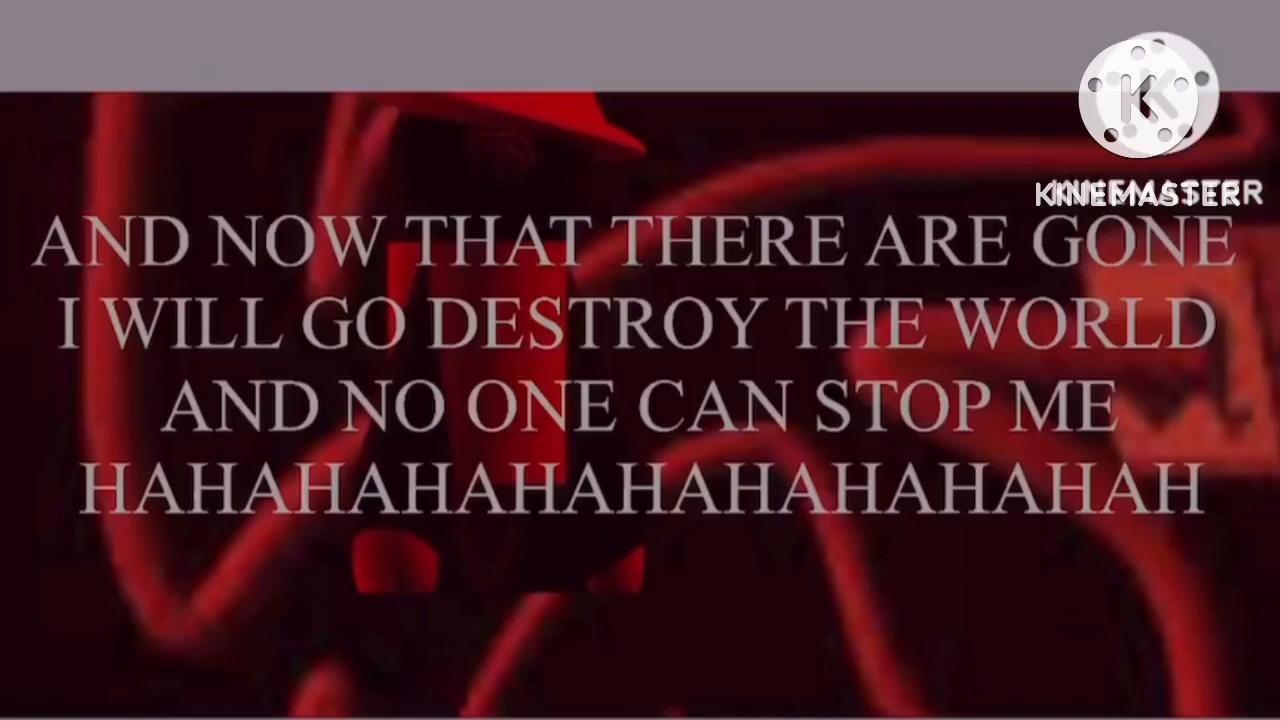 KINEMASTER
AND NOW THAT THERE ARE GONE
I WILL GO DESTROY THE WORLD
AND NO ONE CAN STOP ME
HAHAHAHAHAHAHAHAHAHAHAH